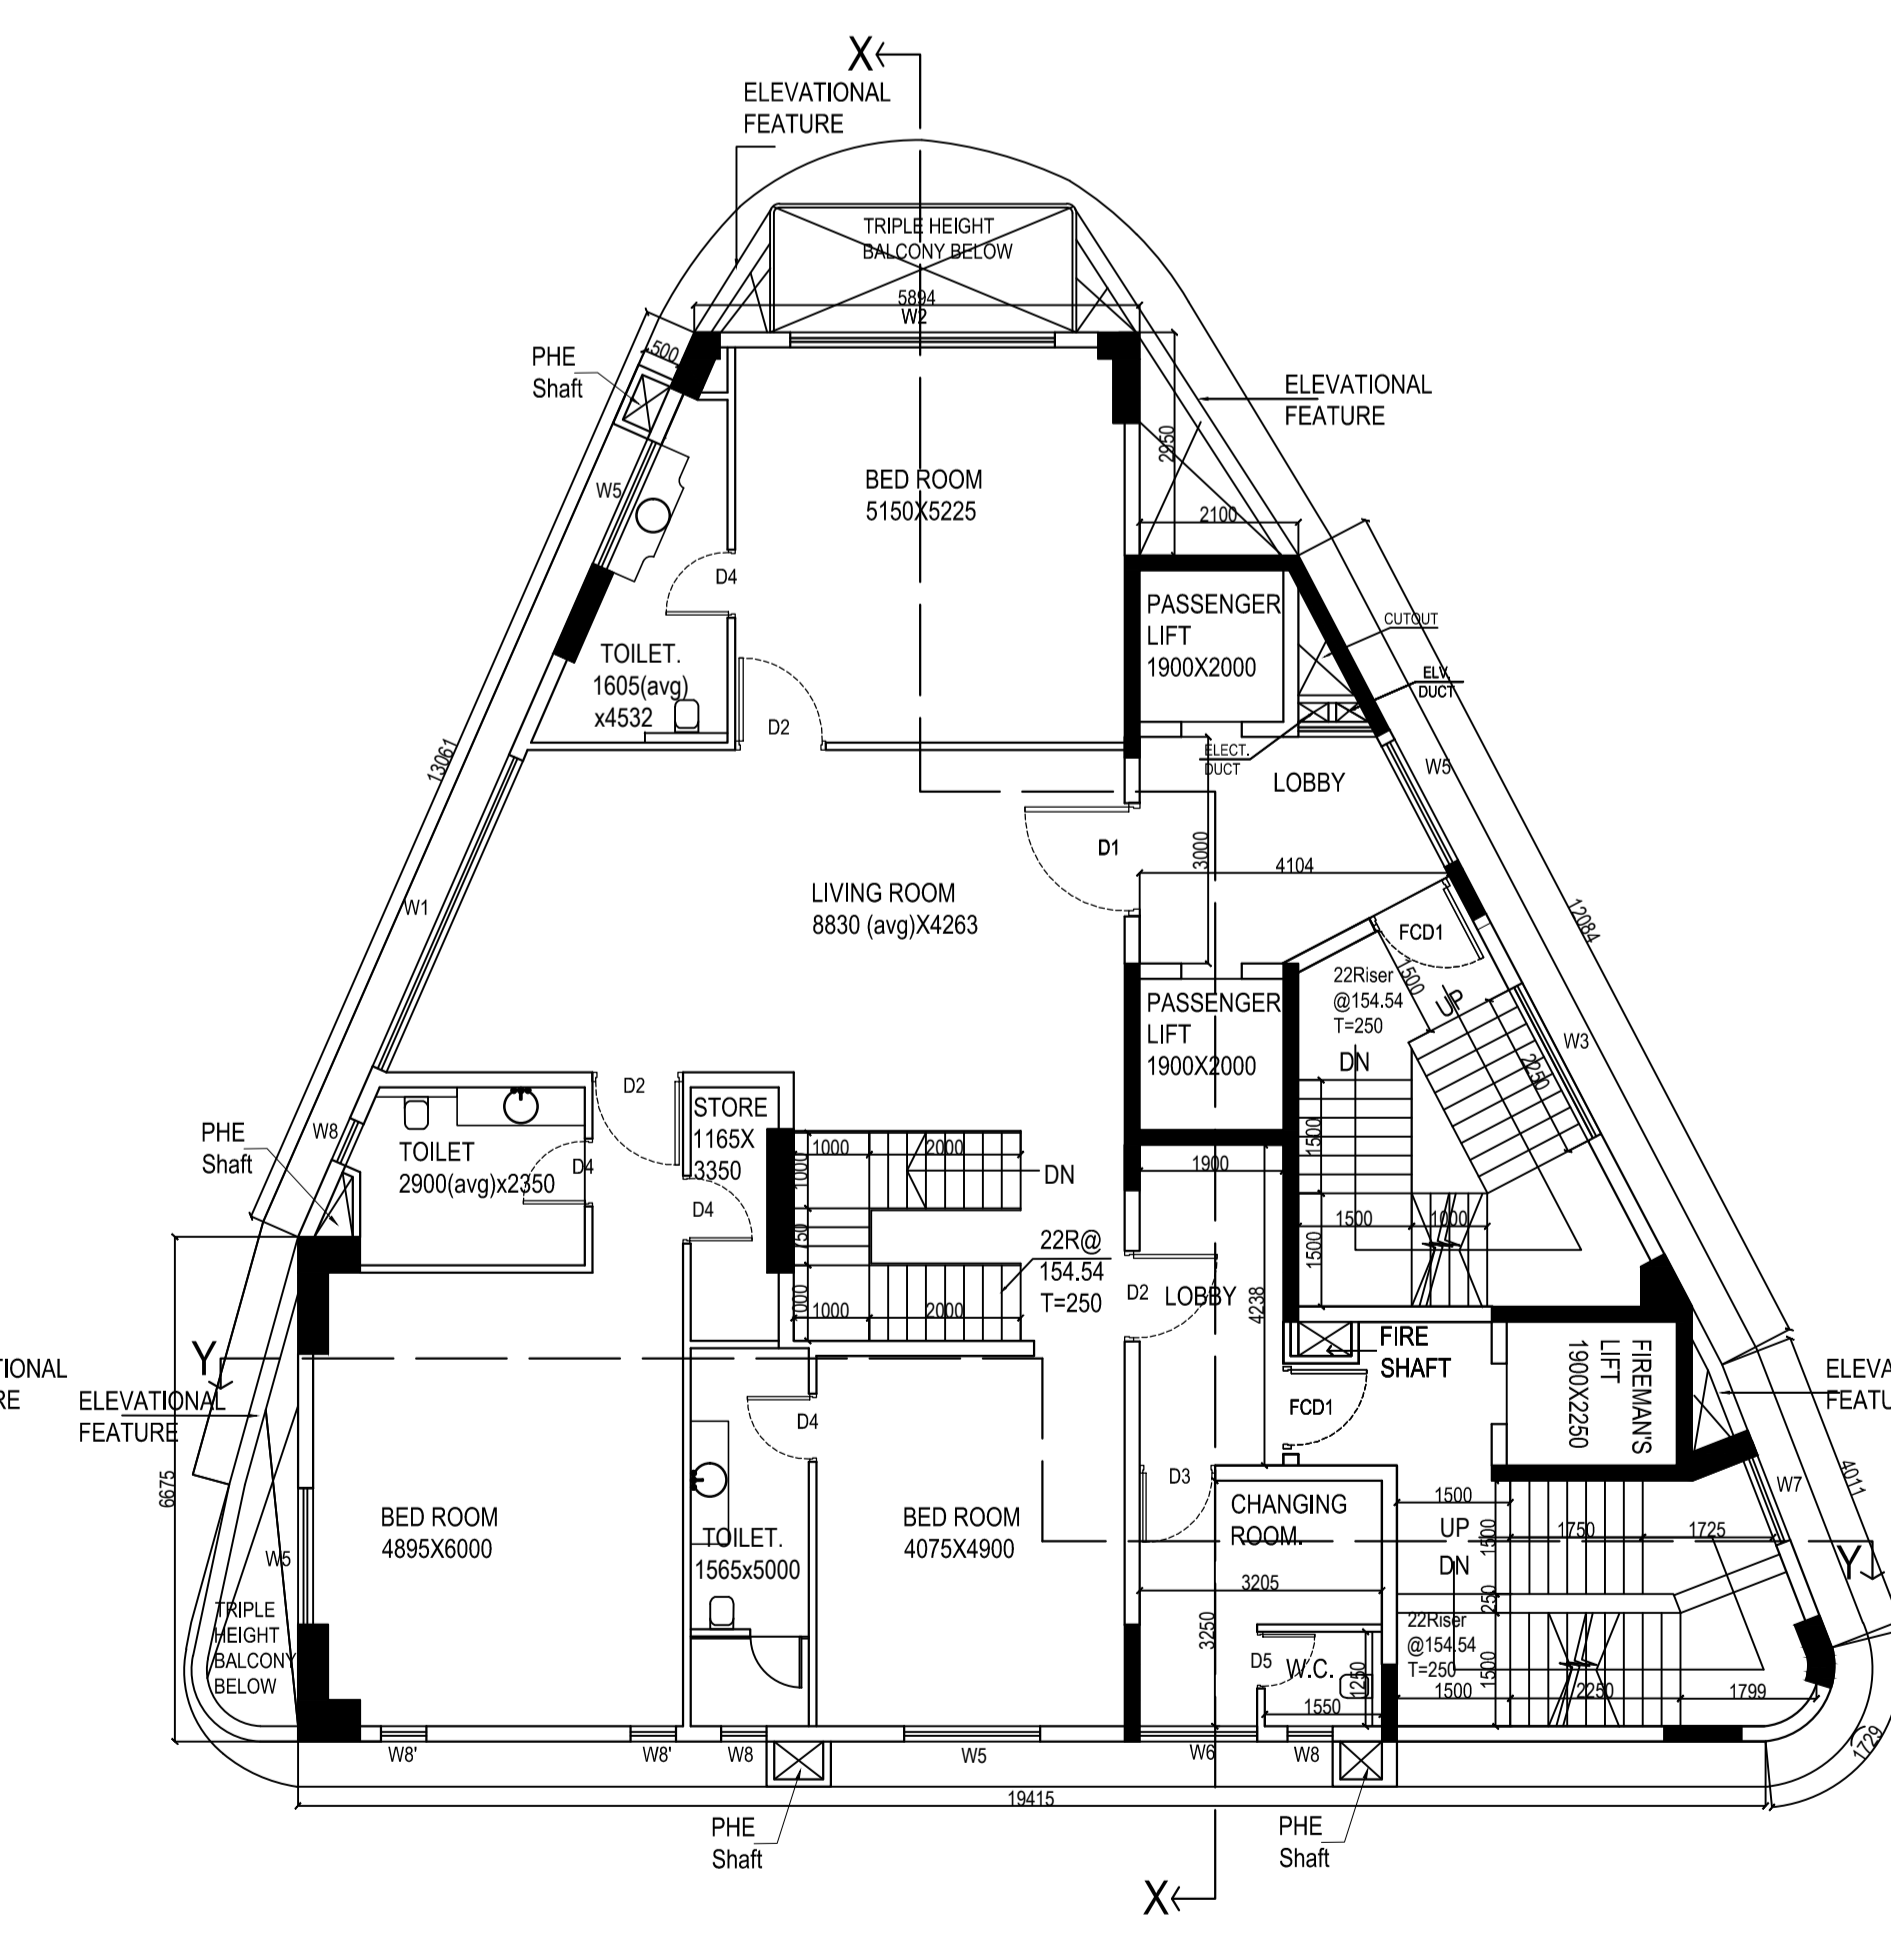 X
ELEVATIONAL
FEATURE
TRIPLE HEIGHT
BALCONY BELOW
5894
W2
500
PHE
Shaft
ELEVATIONAL
FEATURE
2950
BED ROOM
5150X5225
W5
2100
D4
PASSENGER
LIFT
1900X2000
CUTOUT
TOILET.
1605(avg)
x4532
ELV.
DUCT
D2
13061
ELECT.
DUCT
LOBBY
W5
D1
3000
4104
LIVING ROOM
8830 (avg)X4263
W1
12084
FCD1
1500
22Riser
@154.54
T=250
UP
PASSENGER
LIFT
1900X2000
W3
DN
2250
D2
STORE
1165X
3350
PHE
Shaft
W8
TOILET
2900(avg)x2350
D4
1000
2000
1000
DN
1900
1500
D4
750
1500
1000
1500
22R@
154.54
T=250
1000
1000
2000
D2
LOBBY
4238
FIRE
SHAFT
FIREMAN'S
LIFT
1900X2250
Y
TIONAL
RE
ELEVATIONAL
FEATURE
ELEVA
FEATU
D4
FCD1
6675
D3
4011
W7
CHANGING
ROOM.
1500
BED ROOM
4895X6000
BED ROOM
4075X4900
UP
1500
1750
1725
TOILET.
1565x5000
W5
DN
Y
3205
250
TRIPLE
HEIGHT
BALCONY
BELOW
3250
22Riser
@154.54
T=250
D5
W.C.
1250
1500
1550
1500
2250
1799
W8'
W8'
W8
W5
W6
W8
1729
19415
PHE
Shaft
PHE
Shaft
X